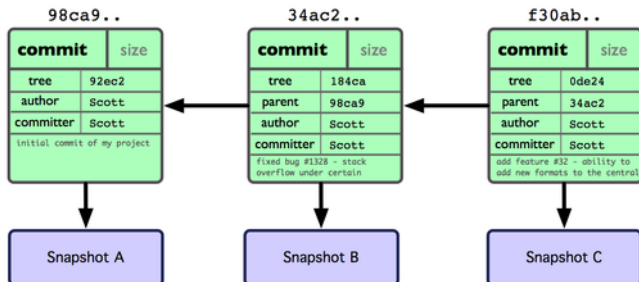 98ca9..
commit size
tree 92ec2
author Scott
committer Scott
initial commit of my project
Snapshot A
34ac2..
commit size
tree 184ca
parent 98ca9
author Scott
committer Scott
fixed bug #1328 - stack
overflow under certain
Snapshot B
f30ab..
commit size
tree 0de24
parent 34ac2
author Scott
committer Scott
add feature #32 - ability to
add new formats to the central
Snapshot C